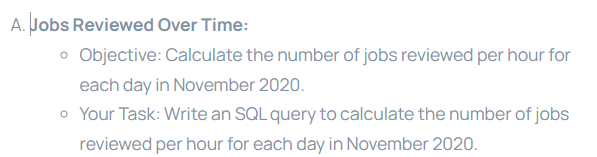 A. Jobs Reviewed Over Time:
○ Objective: Calculate the number of jobs reviewed per hour for
each day in November 2020.
○ Your Task: Write an SQL query to calculate the number of jobs
reviewed per hour for each day in November 2020.